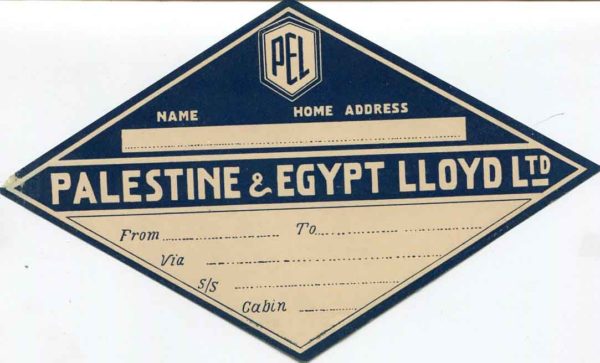 PEL
NAME HOME ADDRESS
PALESTINE & EGYPT LLOYD LTD
From To
Via
S/S
Cabin